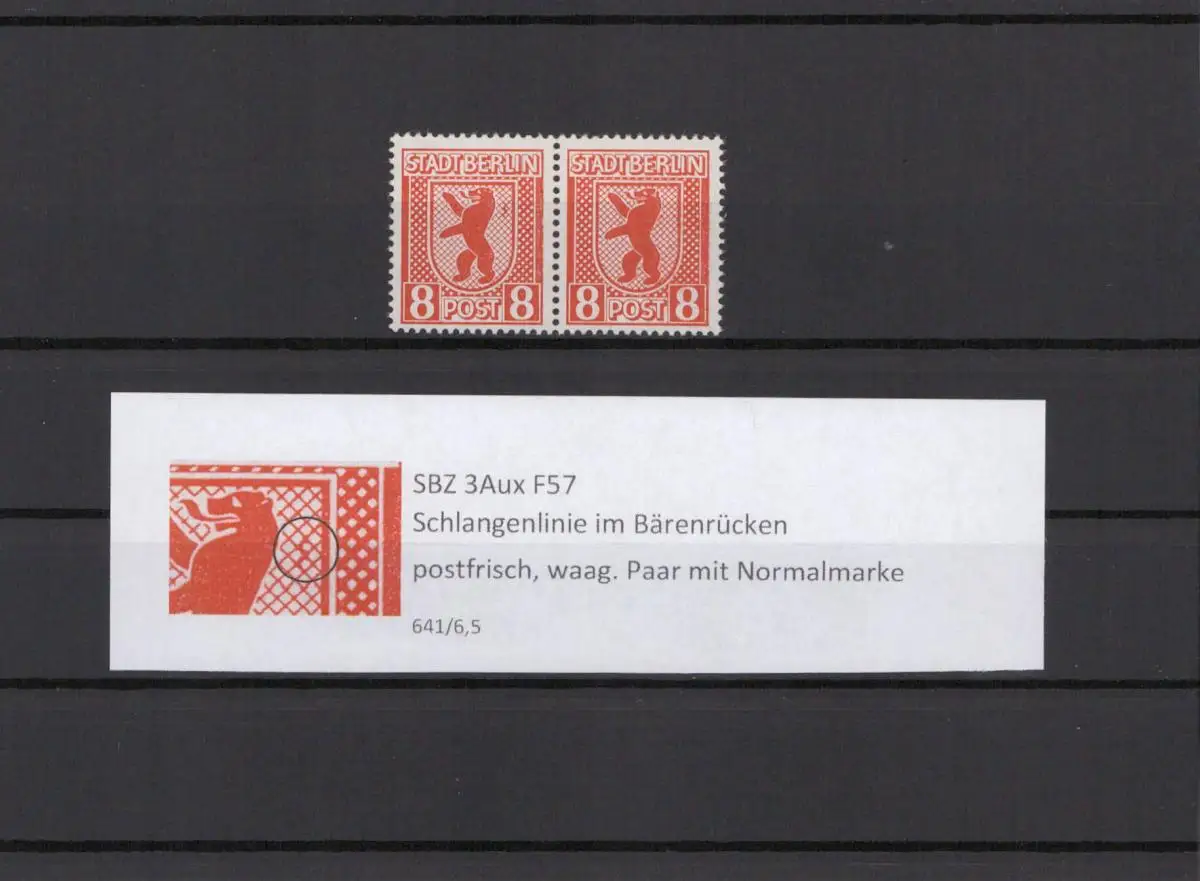 STADT BERLIN STADT BERLIN
8 POST 8 8 POST 8
SBZ 3Aux F57
Schlangenlinie im Bärenrücken
postfrisch, waag. Paar mit Normalmarke
641/6,5